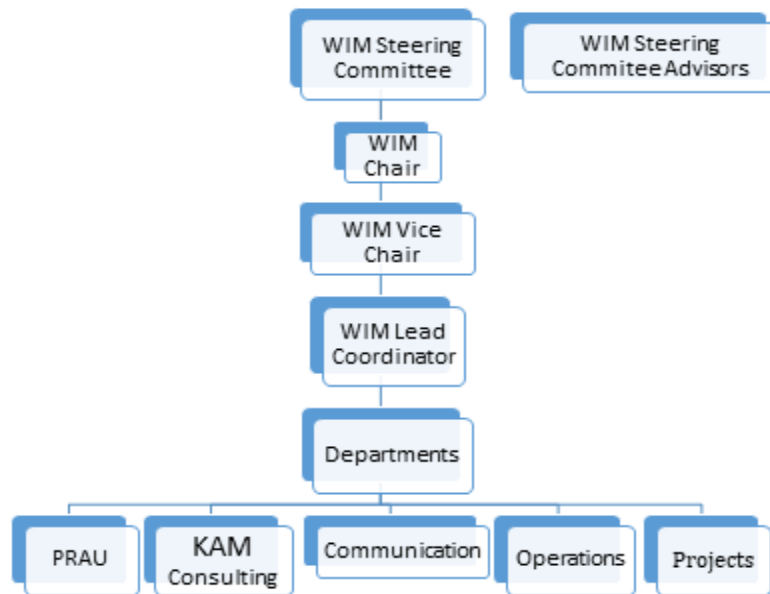 WIM Steering
Committee
WIM Steering
Commitee Advisors
WIM
Chair
WIM Vice
Chair
WIM Lead
Coordinator
Departments
PRAU
KAM
Consulting
Communication
Operations
Projects